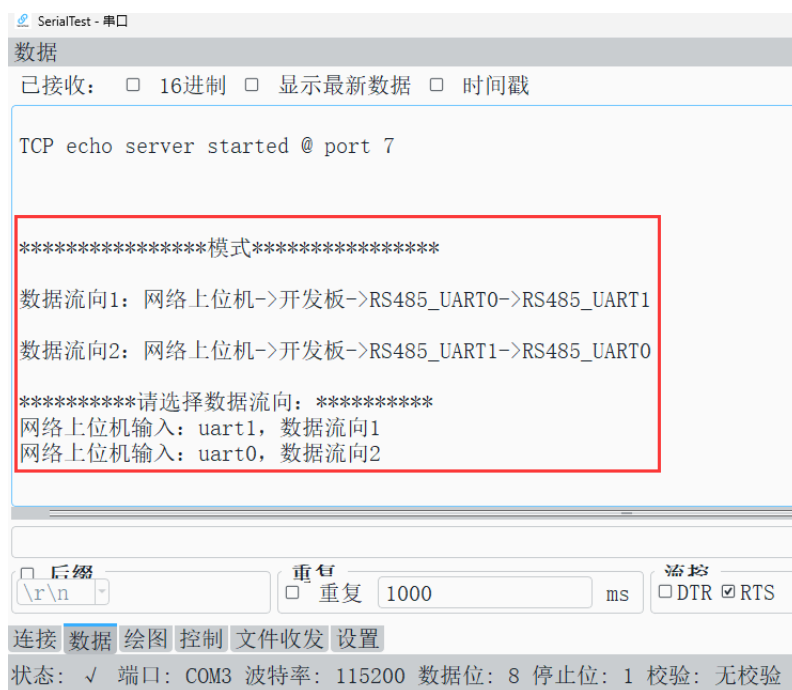 SerialTest - 串口
数据
已接收： 16进制 显示最新数据 时间戳
TCP echo server started @ port 7
****************模式****************
数据流向1：网络上位机->开发板->RS485_UART0->RS485_UART1
数据流向2：网络上位机->开发板->RS485_UART1->RS485_UART0
**********请选择数据流向：**********
网络上位机输入：uart1，数据流向1
网络上位机输入：uart0，数据流向2
后缀 重复 流控
\r\n 重复 1000 ms DTR RTS
连接 数据 绘图 控制 文件收发 设置
状态: √ 端口: COM3 波特率: 115200 数据位: 8 停止位: 1 校验: 无校验